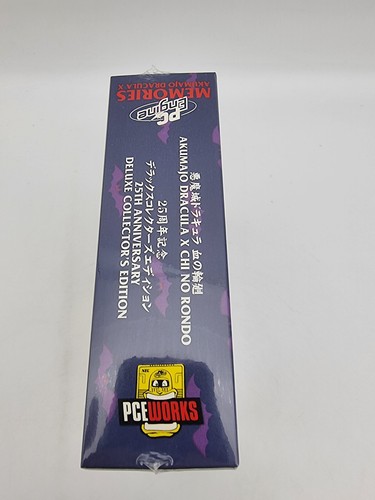 MEMORIES
AKUMAJO DRACULA X
PC Engine
悪魔城ドラキュラ 血の輪廻
AKUMAJO DRACULA X CHI NO RONDO
25周年記念
デラックスコレクターズエディション
25TH ANNIVERSARY
DELUXE COLLECTOR'S EDITION
PCEWORKS